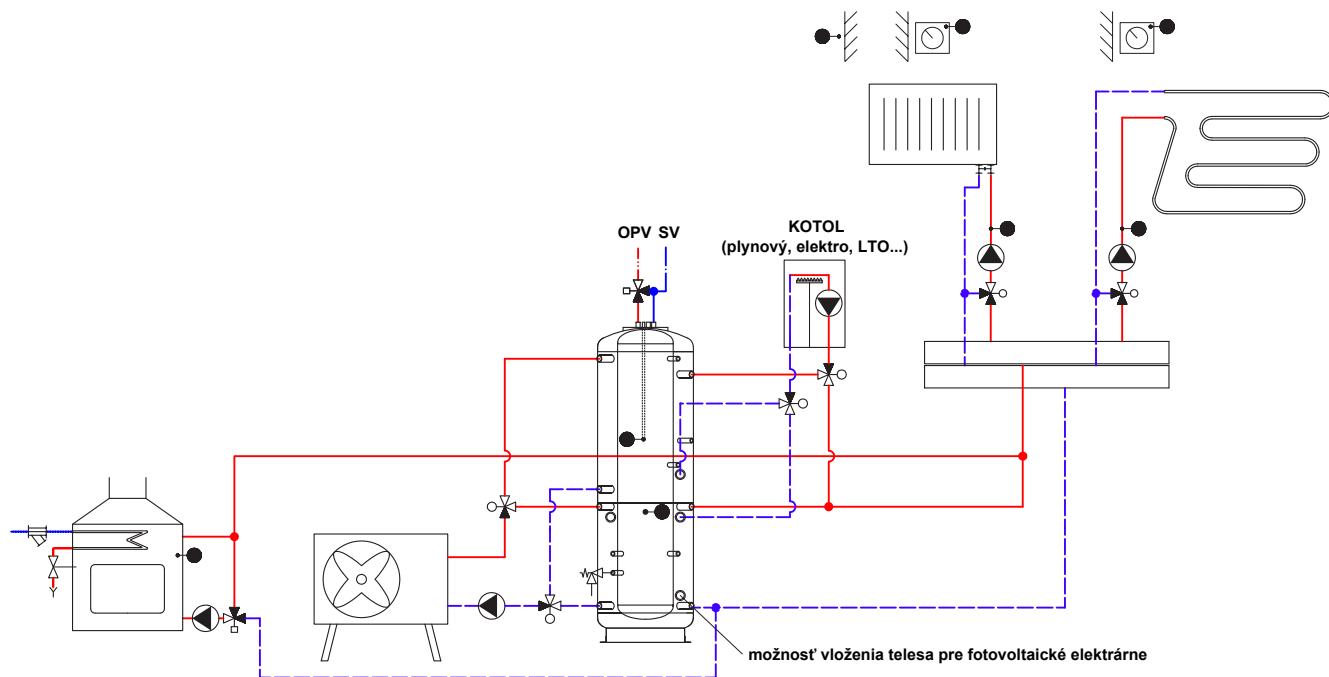 KOTOL
(plynový, elektro, LTO...)
OPV SV
možnosť vloženia telesa pre fotovoltaické elektrárne